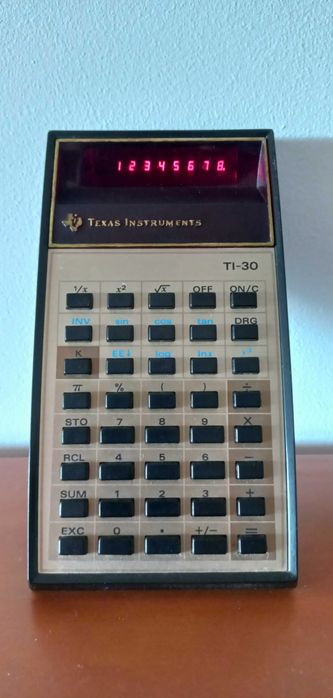 12345678.
TEXAS INSTRUMENTS
TI-30
1/x x² √x OFF ON/C
INV sin cos tan DRG
K EE↓ log lnx yˣ
π % ( ) ÷
STO 7 8 9 X
RCL 4 5 6 −
SUM 1 2 3 +
EXC 0 • +/− =